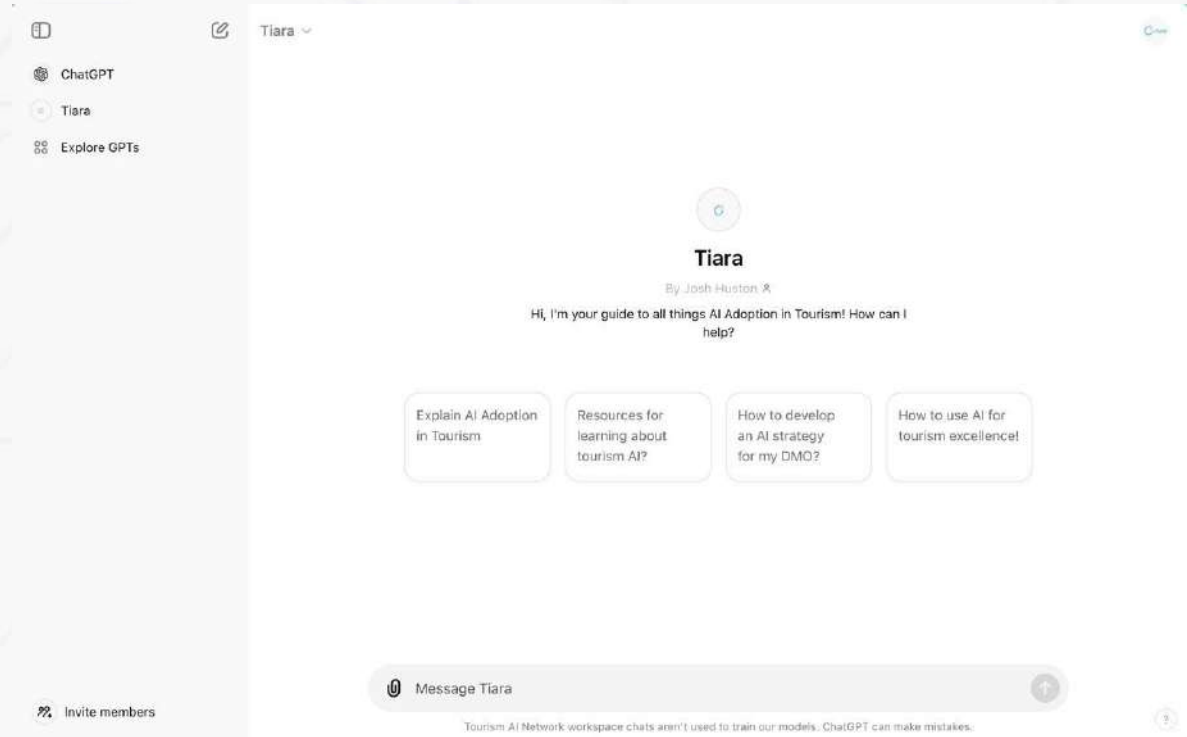 Tiara
ChatGPT
Tiara
Explore GPTs
Tiara
By Josh Huston
Hi, I'm your guide to all things AI Adoption in Tourism! How can I
help?
Explain AI Adoption
in Tourism
Resources for
learning about
tourism AI?
How to develop
an AI strategy
for my DMO?
How to use AI for
tourism excellence!
Message Tiara
Invite members
Tourism AI Network workspace chats aren't used to train our models. ChatGPT can make mistakes.
?